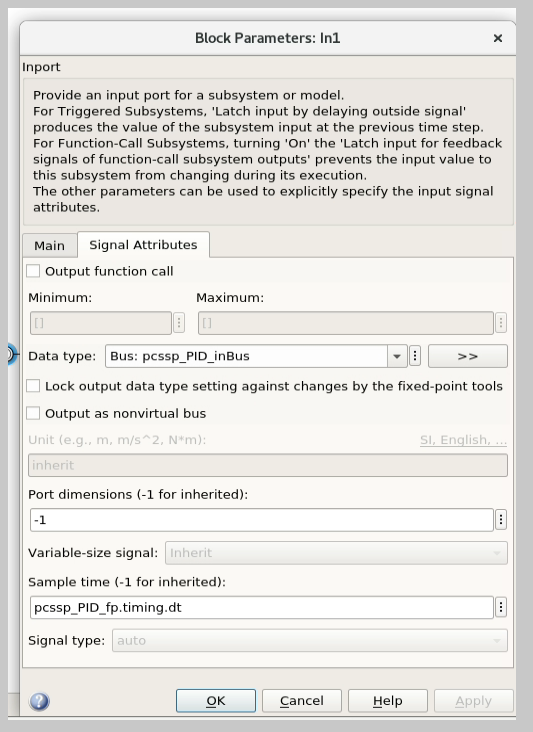 Block Parameters: In1
×
Inport
Provide an input port for a subsystem or model.
For Triggered Subsystems, 'Latch input by delaying outside signal'
produces the value of the subsystem input at the previous time step.
For Function-Call Subsystems, turning 'On' the 'Latch input for feedback
signals of function-call subsystem outputs' prevents the input value to
this subsystem from changing during its execution.
The other parameters can be used to explicitly specify the input signal
attributes.
Main Signal Attributes
Output function call
Minimum: Maximum:
[] []
Data type: Bus: pcssp_PID_inBus >>
Lock output data type setting against changes by the fixed-point tools
Output as nonvirtual bus
Unit (e.g., m, m/s^2, N*m): SI, English, ...
inherit
Port dimensions (-1 for inherited):
-1
Variable-size signal: Inherit
Sample time (-1 for inherited):
pcssp_PID_fp.timing.dt
Signal type: auto
? OK Cancel Help Apply